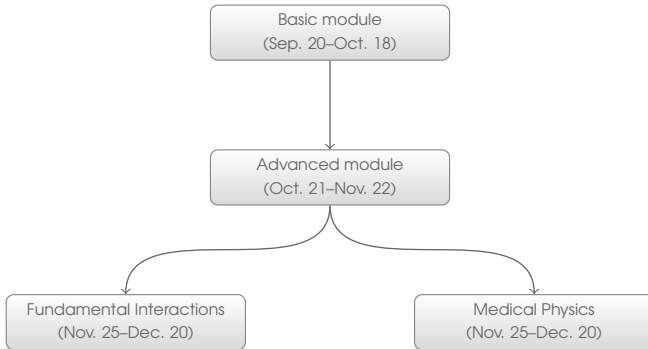 Basic module
(Sep. 20–Oct. 18)
Advanced module
(Oct. 21–Nov. 22)
Fundamental Interactions
(Nov. 25–Dec. 20)
Medical Physics
(Nov. 25–Dec. 20)